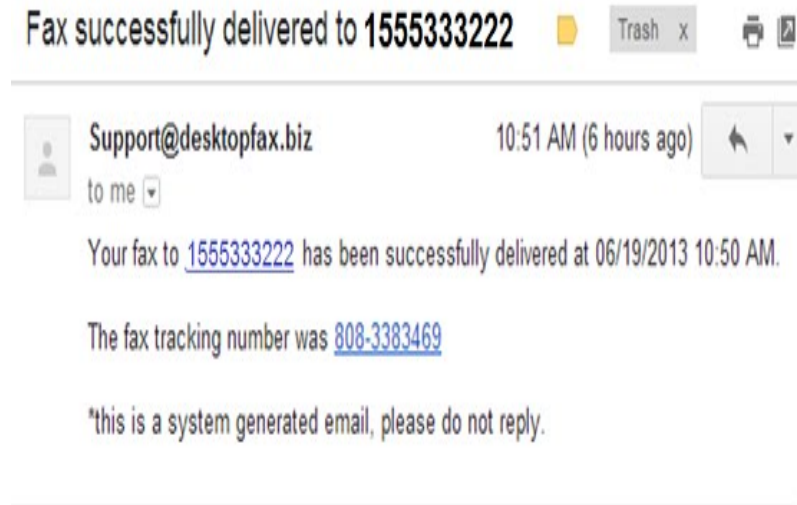 Fax successfully delivered to 1555333222 Trash x
Support@desktopfax.biz 10:51 AM (6 hours ago)
to me
Your fax to 1555333222 has been successfully delivered at 06/19/2013 10:50 AM.
The fax tracking number was 808-3383469
*this is a system generated email, please do not reply.